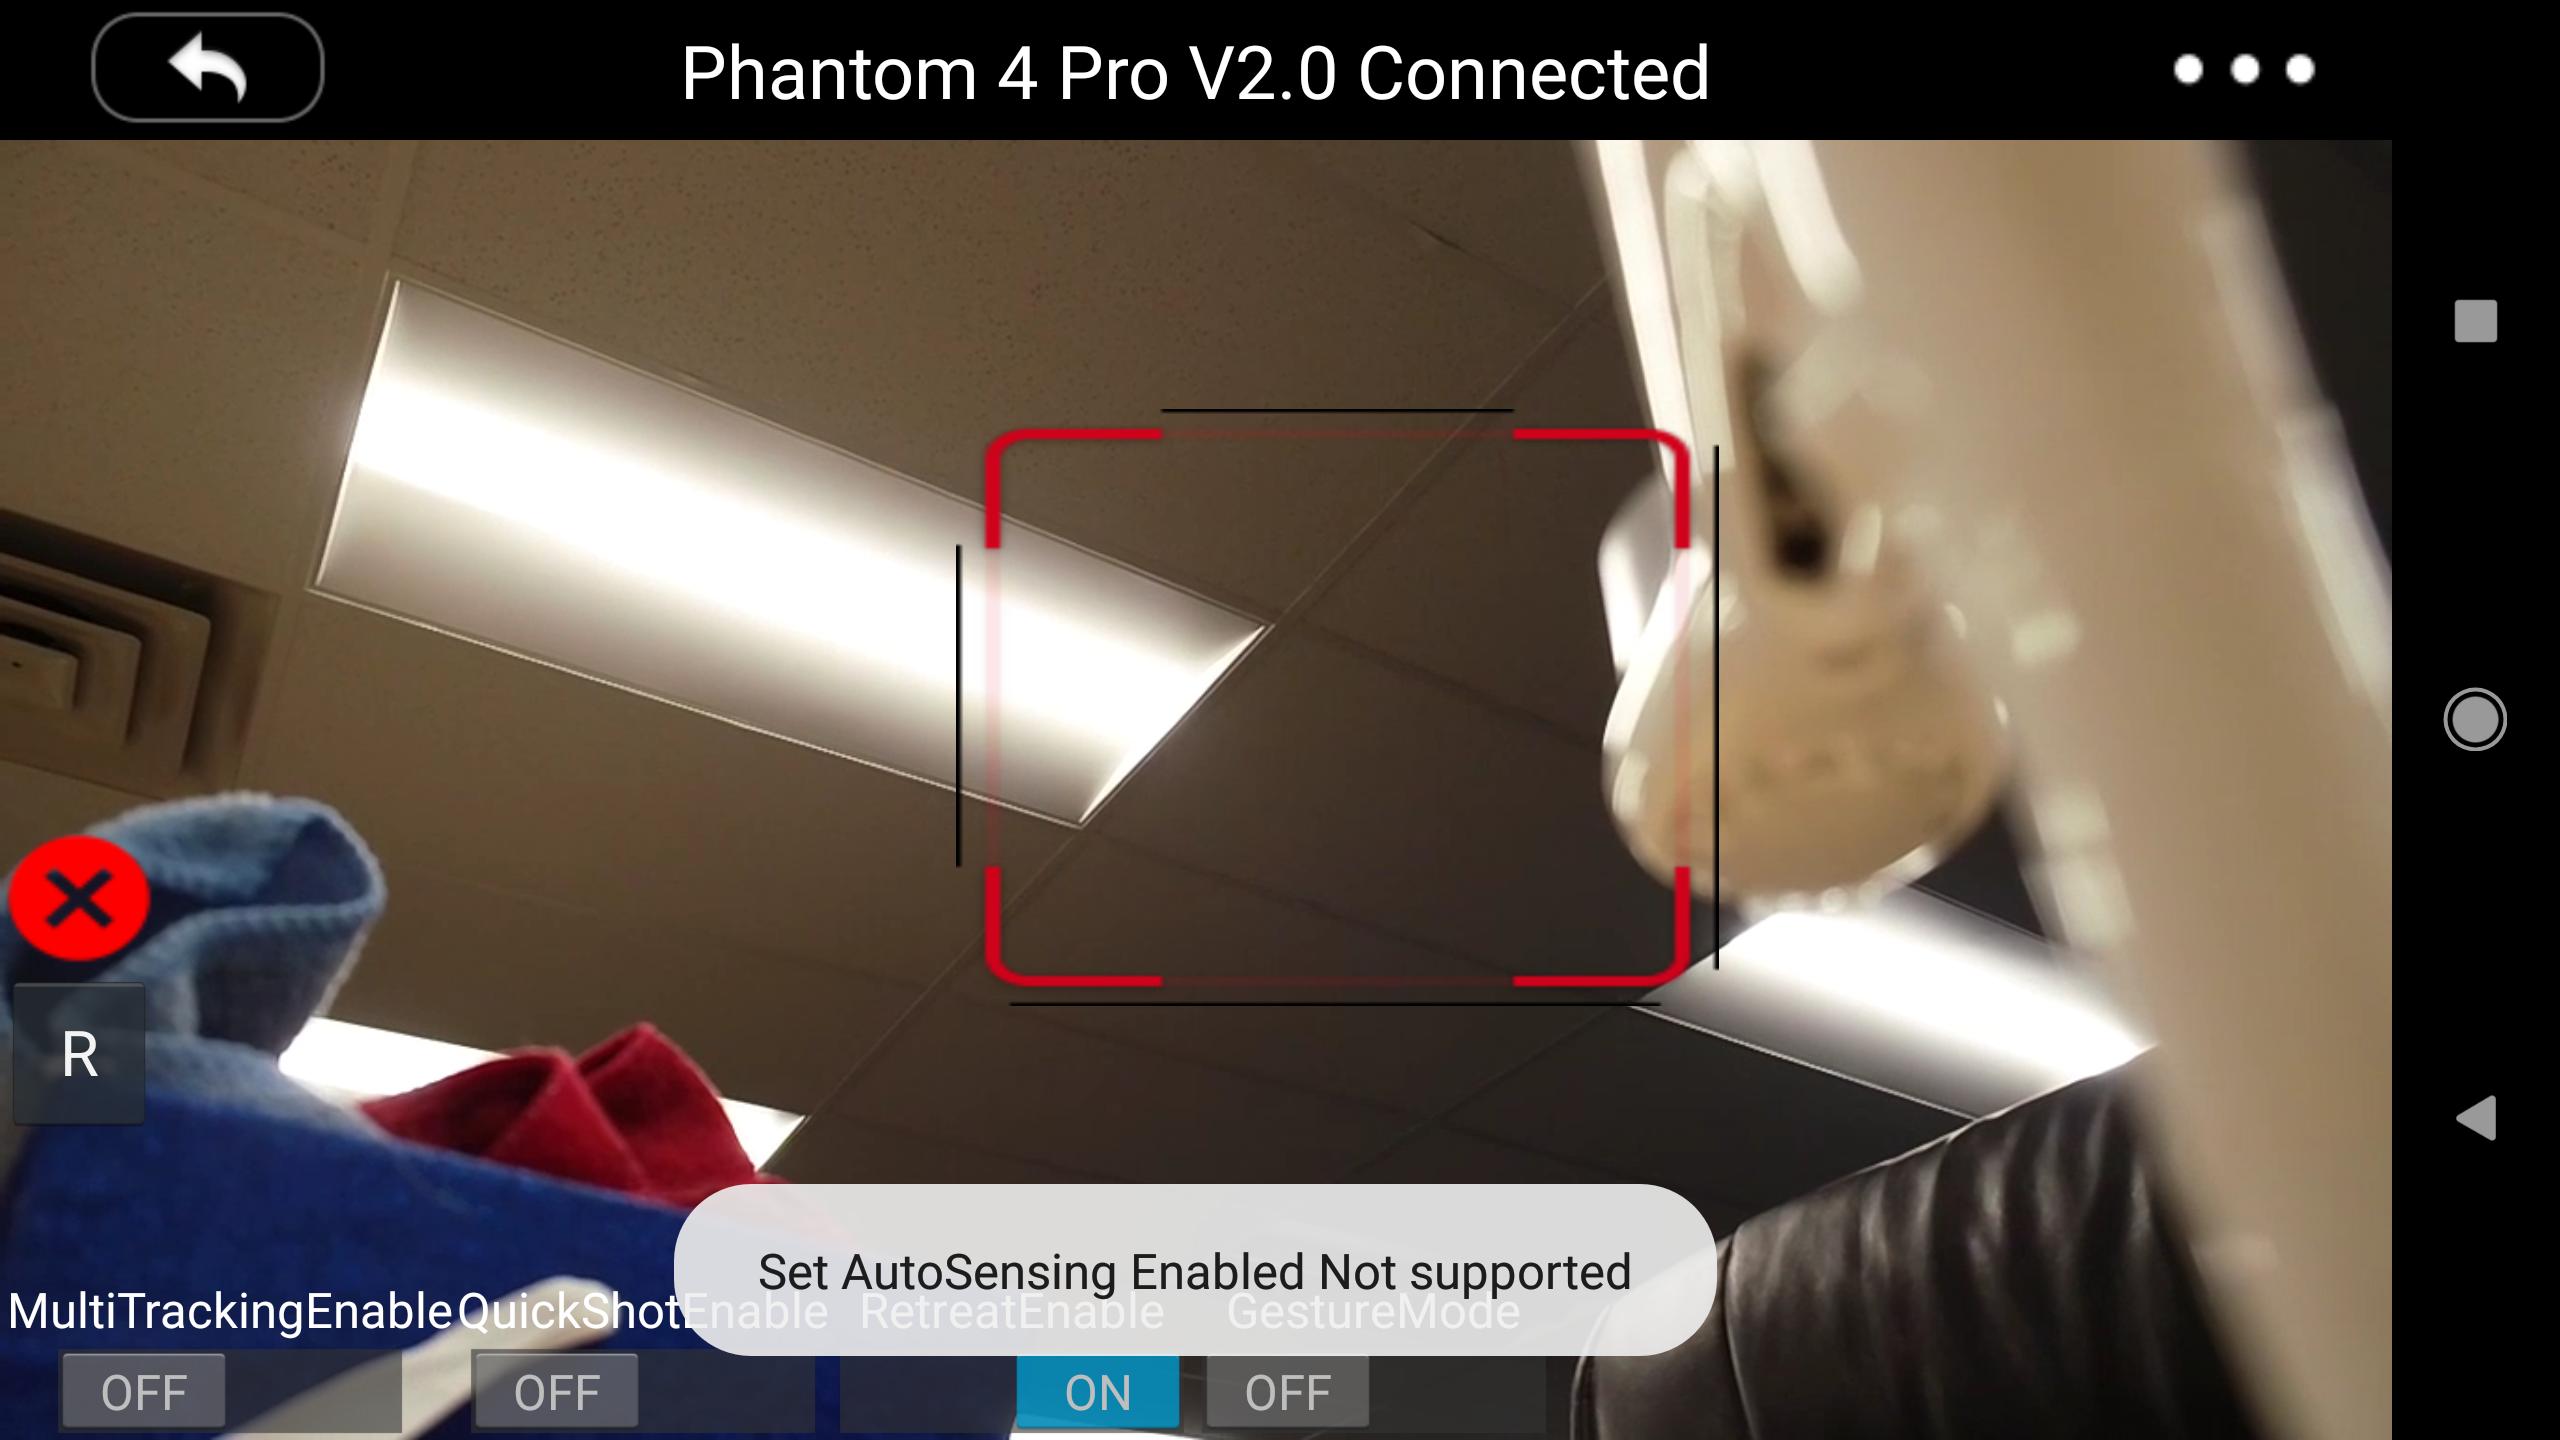 Phantom 4 Pro V2.0 Connected
R
Set AutoSensing Enabled Not supported
MultiTrackingEnable QuickShotEnable RetreatEnable GestureMode
OFF OFF ON OFF